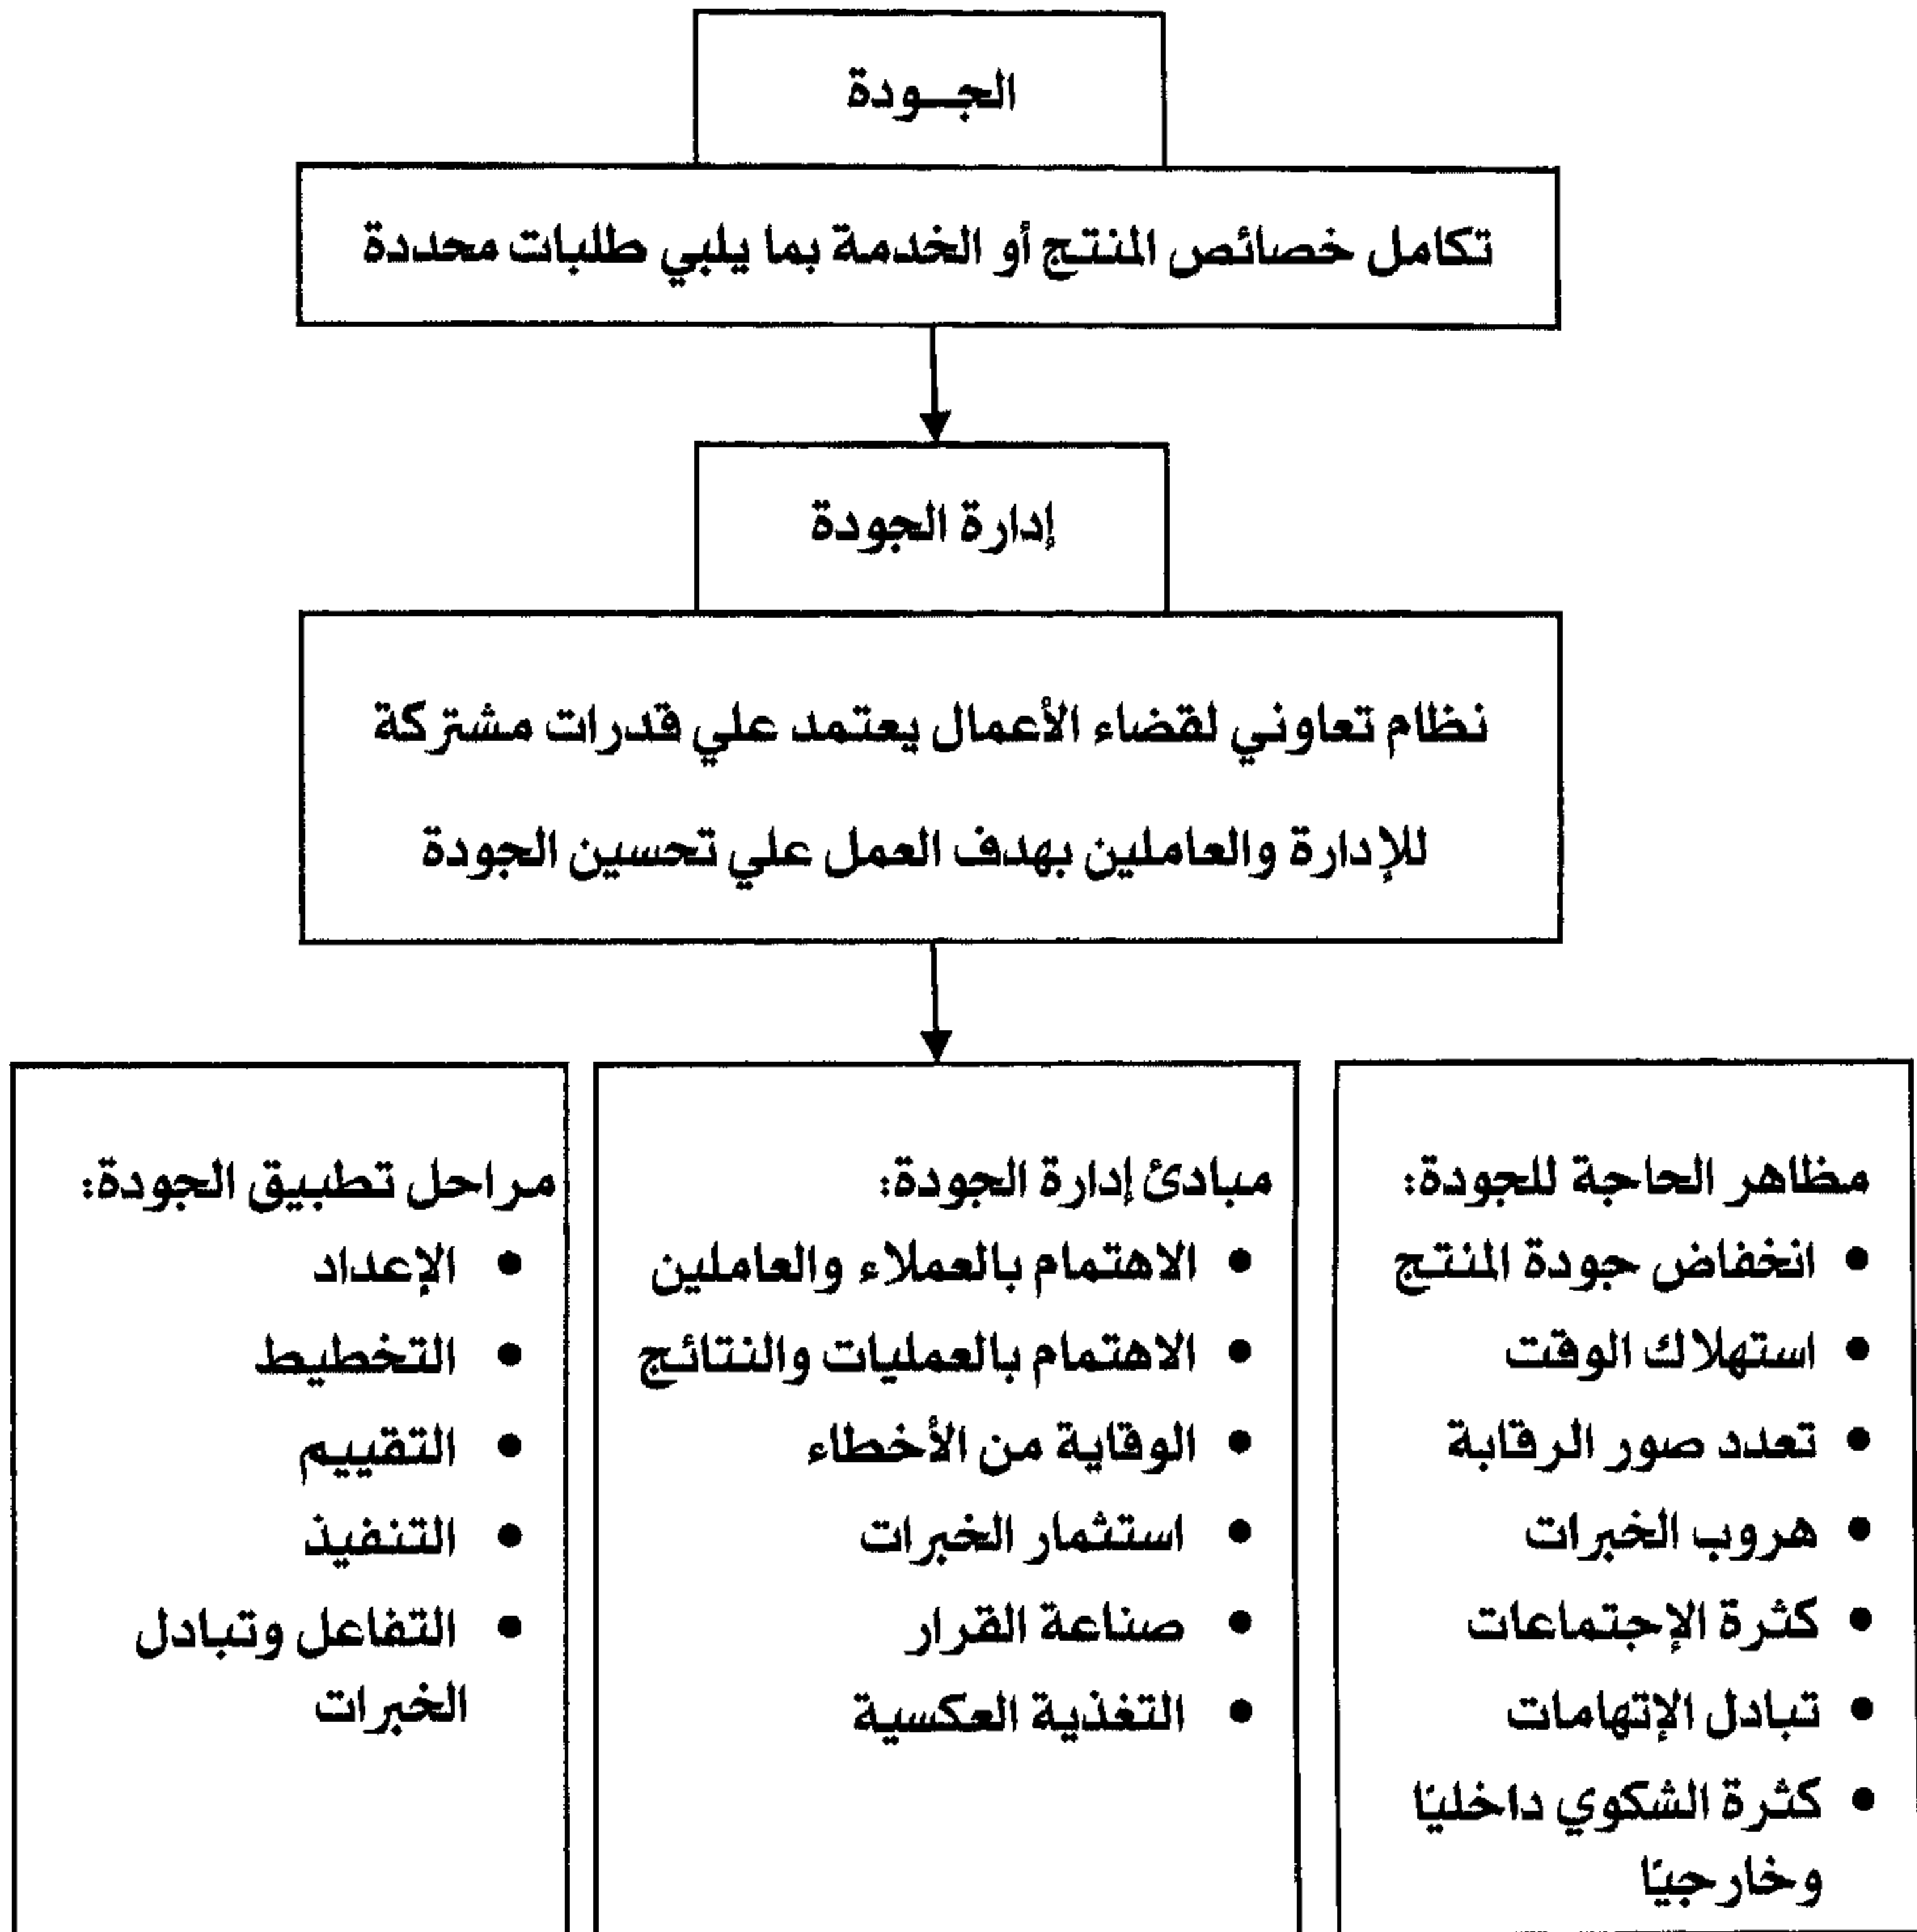 الجـودة
تكامل خصائص المنتج أو الخدمة بما يلبي طلبات محددة
إدارة الجودة
نظام تعاوني لقضاء الأعمال يعتمد علي قدرات مشتركة
للإدارة والعاملين بهدف العمل علي تحسين الجودة
مظاهر الحاجة للجودة:
• انخفاض جودة المنتج
• استهلاك الوقت
• تعدد صور الرقابة
• هروب الخبرات
• كثرة الإجتماعات
• تبادل الإتهامات
• كثرة الشكوي داخليًا
وخارجيًا
مبادئ إدارة الجودة:
• الاهتمام بالعملاء والعاملين
• الاهتمام بالعمليات والنتائج
• الوقاية من الأخطاء
• استثمار الخبرات
• صناعة القرار
• التغذية العكسية
مراحل تطبيق الجودة:
• الإعداد
• التخطيط
• التقييم
• التنفيذ
• التفاعل وتبادل
الخبرات